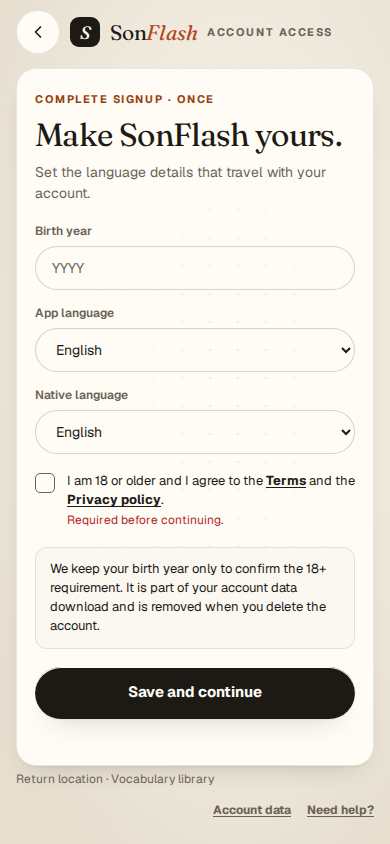 S SonFlash ACCOUNT ACCESS
COMPLETE SIGNUP · ONCE
Make SonFlash yours.
Set the language details that travel with your
account.
Birth year
YYYY
App language
English
Native language
English
I am 18 or older and I agree to the Terms and the
Privacy policy.
Required before continuing.
We keep your birth year only to confirm the 18+
requirement. It is part of your account data
download and is removed when you delete the
account.
Save and continue
Return location · Vocabulary library
Account data Need help?